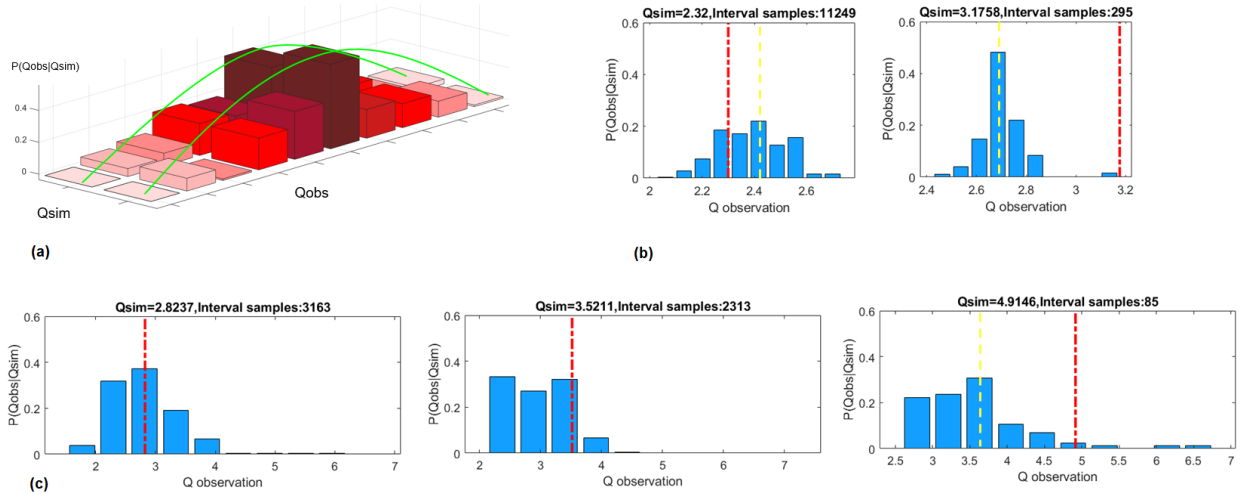 P(Qobs|Qsim)
0.4
0.2
0
Qsim
Qobs
(a)
Qsim=2.32,Interval samples:11249
P(Qobs|Qsim)
0.6
0.4
0.2
0
2 2.2 2.4 2.6
Q observation
Qsim=3.1758,Interval samples:295
P(Qobs|Qsim)
0.6
0.4
0.2
0
2.4 2.6 2.8 3 3.2
Q observation
(b)
Qsim=2.8237,Interval samples:3163
P(Qobs|Qsim)
0.6
0.4
0.2
0
2 3 4 5 6 7
Q observation
Qsim=3.5211,Interval samples:2313
P(Qobs|Qsim)
0.6
0.4
0.2
0
2 3 4 5 6 7
Q observation
Qsim=4.9146,Interval samples:85
P(Qobs|Qsim)
0.6
0.4
0.2
0
2.5 3 3.5 4 4.5 5 5.5 6 6.5 7
Q observation
(c)